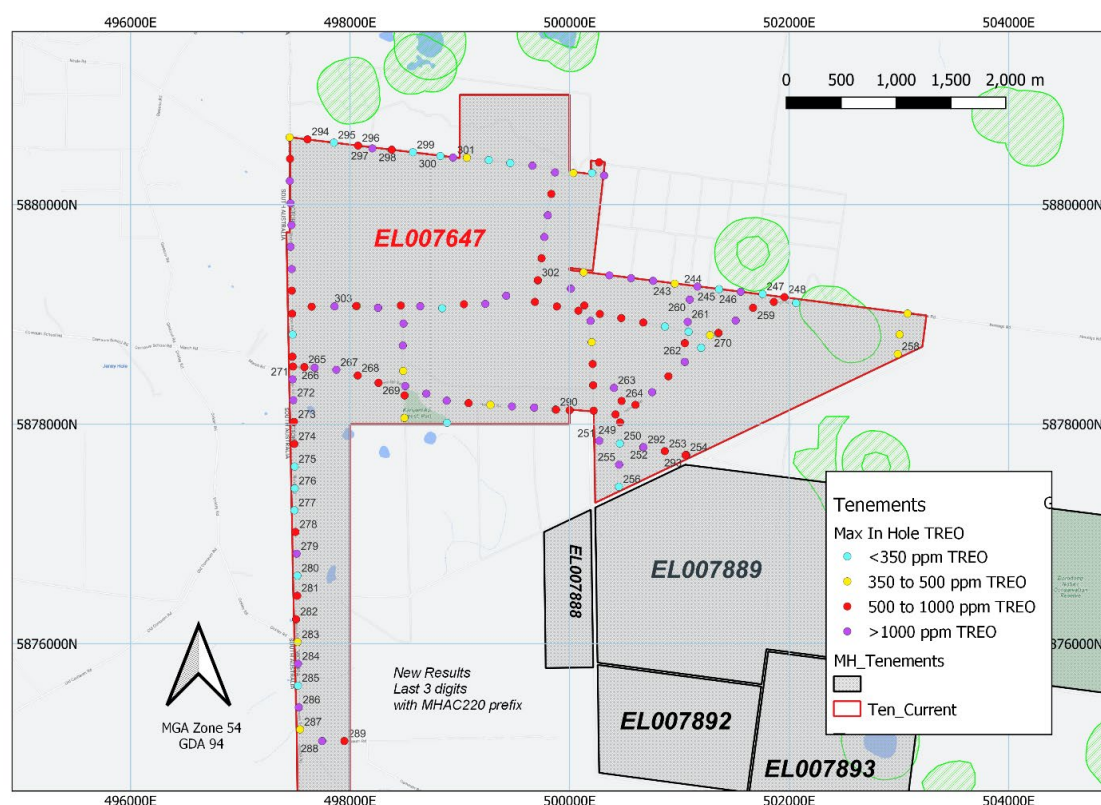 496000E 498000E 500000E 502000E 504000E
0 500 1,000 1,500 2,000 m
294 295 296 299 301
297 298 300
5880000N 5880000N
SOUTH AUSTRALIA
EL007647
302
243 244 245 246 247 248
303
260 261 259
262 270
258
265 267
271 266 268
272 269
263 264
273 290
274 251 249 250 292 253 254
252 293
275 255
276 256
277
278
279
280
281
282
283
284
285
286
287
288 289
5878000N 5878000N
EL007888
EL007889
5876000N 5876000N
EL007892
EL007893
New Results
Last 3 digits
with MHAC220 prefix
MGA Zone 54
GDA 94
Tenements
Max In Hole TREO
<350 ppm TREO
350 to 500 ppm TREO
500 to 1000 ppm TREO
>1000 ppm TREO
MH_Tenements
Ten_Current
496000E 498000E 500000E 502000E 504000E